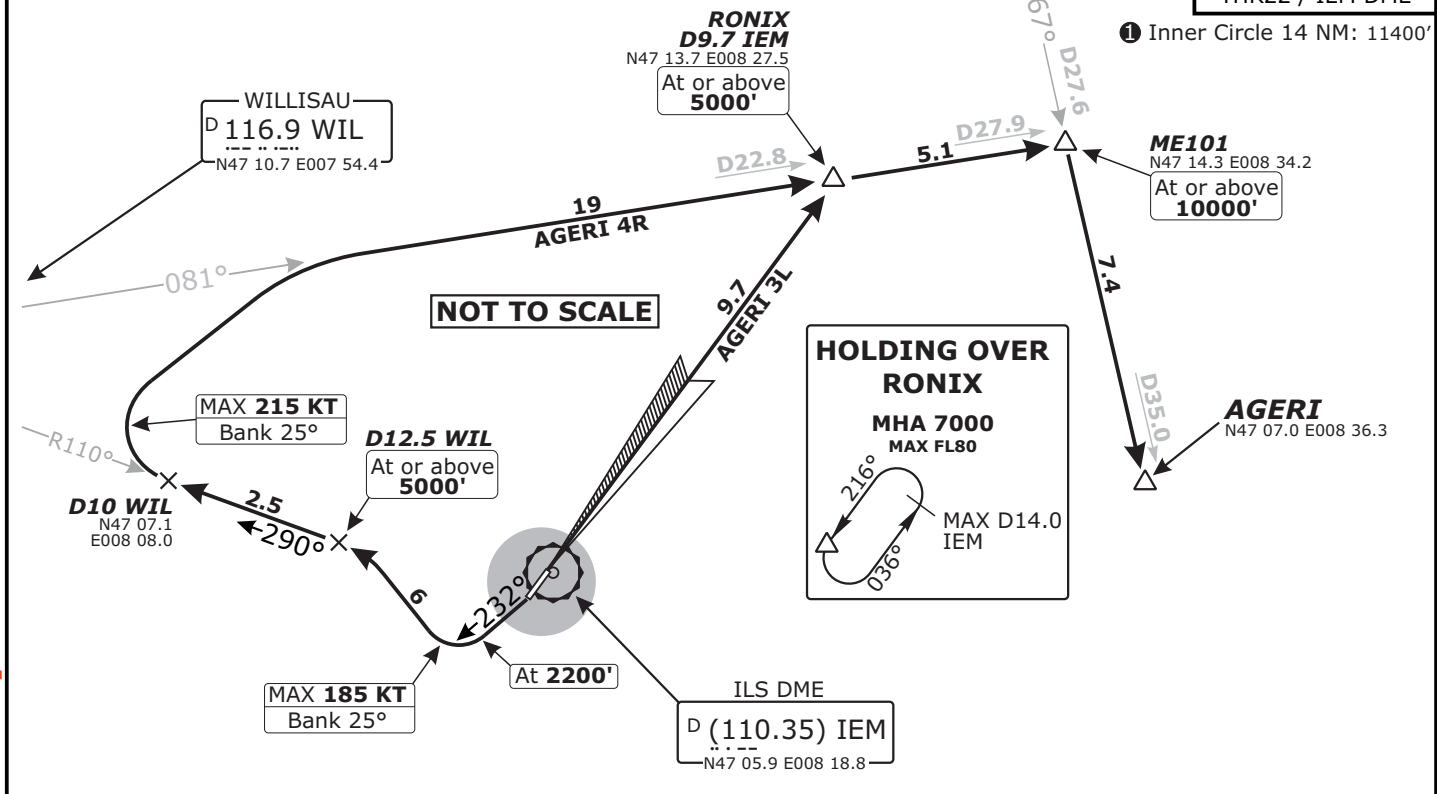 THR22 / IEM DME
❶ Inner Circle 14 NM: 11400'
RONIX
D9.7 IEM
N47 13.7 E008 27.5
At or above
5000'
67°
D27.6
WILLISAU
D 116.9 WIL
N47 10.7 E007 54.4
D22.8
5.1
D27.9
ME101
N47 14.3 E008 34.2
At or above
10000'
19
AGERI 4R
081°
9.7
AGERI 3L
7.4
NOT TO SCALE
HOLDING OVER
RONIX
MHA 7000
MAX FL80
216°
036°
MAX D14.0
IEM
D35.0
AGERI
N47 07.0 E008 36.3
MAX 215 KT
Bank 25°
R110°
D12.5 WIL
At or above
5000'
D10 WIL
N47 07.1
E008 08.0
2.5
290°
6
232°
At 2200'
MAX 185 KT
Bank 25°
ILS DME
D (110.35) IEM
N47 05.9 E008 18.8